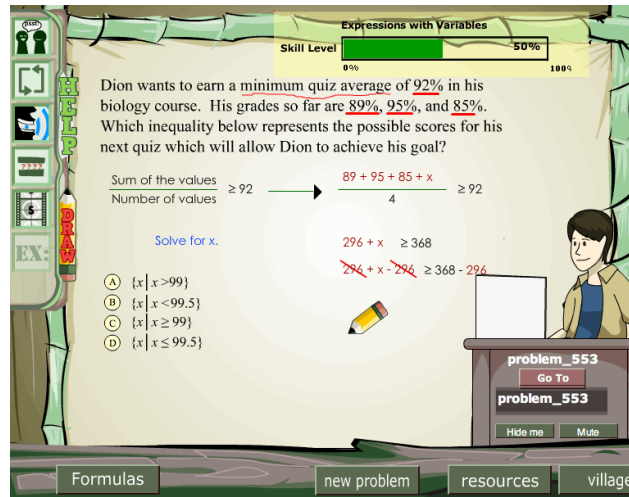 psst!
Expressions with Variables
Skill Level 50%
0% 100%
HELP
Dion wants to earn a minimum quiz average of 92% in his
biology course. His grades so far are 89%, 95%, and 85%.
Which inequality below represents the possible scores for his
next quiz which will allow Dion to achieve his goal?
????
5
EX:
DRAW
Sum of the values
Number of values
≥ 92
89 + 95 + 85 + x
4
≥ 92
Solve for x.
296 + x ≥ 368
296 + x - 296 ≥ 368 - 296
A {x|x>99}
B {x|x<99.5}
C {x|x≥99}
D {x|x≤99.5}
problem_553
Go To
problem_553
Hide me Mute
Formulas new problem resources village